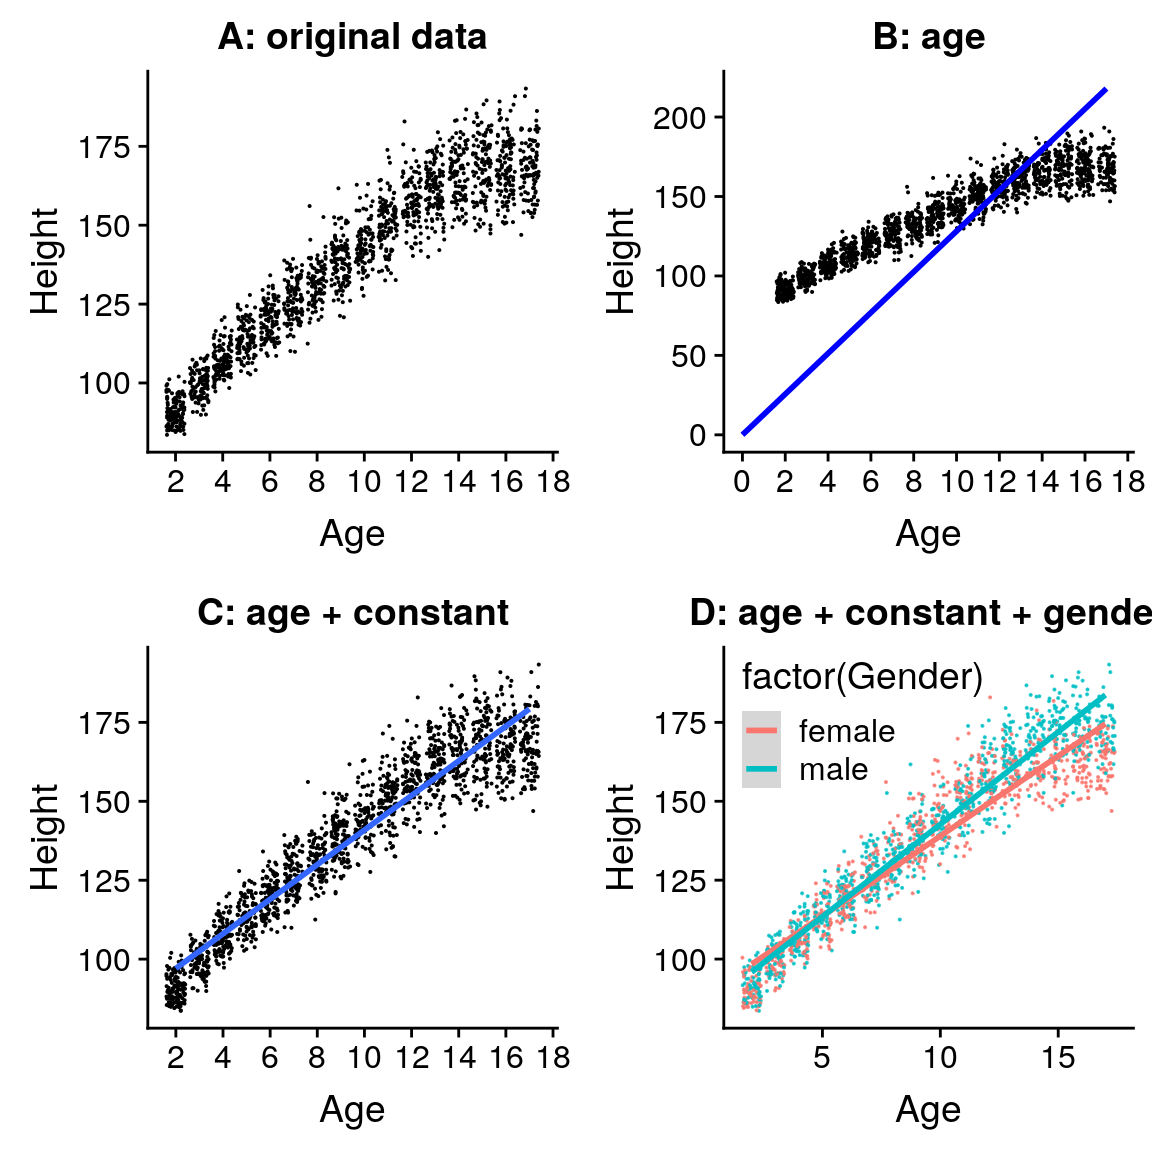 A: original data
175
150
125
100
Height
2 4 6 8 10 12 14 16 18
Age
B: age
200
150
100
50
0
Height
0 2 4 6 8 10 12 14 16 18
Age
C: age + constant
175
150
125
100
Height
2 4 6 8 10 12 14 16 18
Age
D: age + constant + gende
factor(Gender)
female
male
175
150
125
100
Height
5 10 15
Age